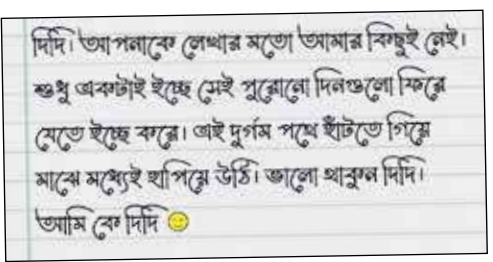 দিদি। আপনাকে লেখার মতো আমার কিছুই নেই।
শুধু একটাই ইচ্ছে সেই পুরোনো দিনগুলো ফিরে
যেতে ইচ্ছে করে। এই দুর্গম পথে হাঁটতে গিয়ে
মাঝে মধ্যেই হাপিয়ে উঠি। ভালো থাকুন দিদি।
আমি কে দিদি 🙂